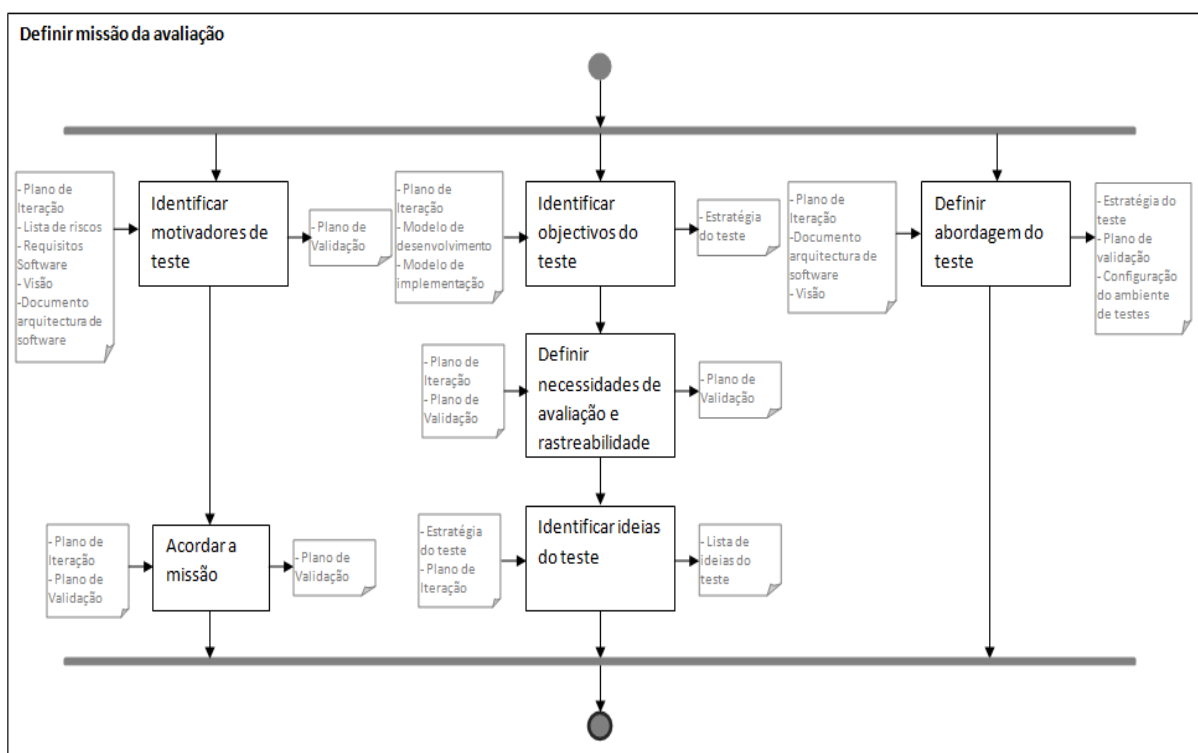 Definir missão da avaliação
- Plano de
Iteração
- Lista de riscos
- Requisitos
Software
- Visão
-Documento
arquitectura de
software
Identificar
motivadores de
teste
- Plano de
Validação
- Plano de
Iteração
- Modelo de
desenvolvimento
- Modelo de
implementação
Identificar
objectivos do
teste
- Estratégia
do teste
- Plano de
Iteração
-Documento
arquitectura de
software
- Visão
Definir
abordagem do
teste
- Estratégia do
teste
- Plano de
validação
- Configuração
do ambiente
de testes
- Plano de
Iteração
- Plano de
Validação
Definir
necessidades de
avaliação e
rastreabilidade
- Plano de
Validação
- Plano de
Iteração
- Plano de
Validação
Acordar a
missão
- Plano de
Validação
- Estratégia
do teste
- Plano de
Iteração
Identificar ideias
do teste
- Lista de
ideias do
teste